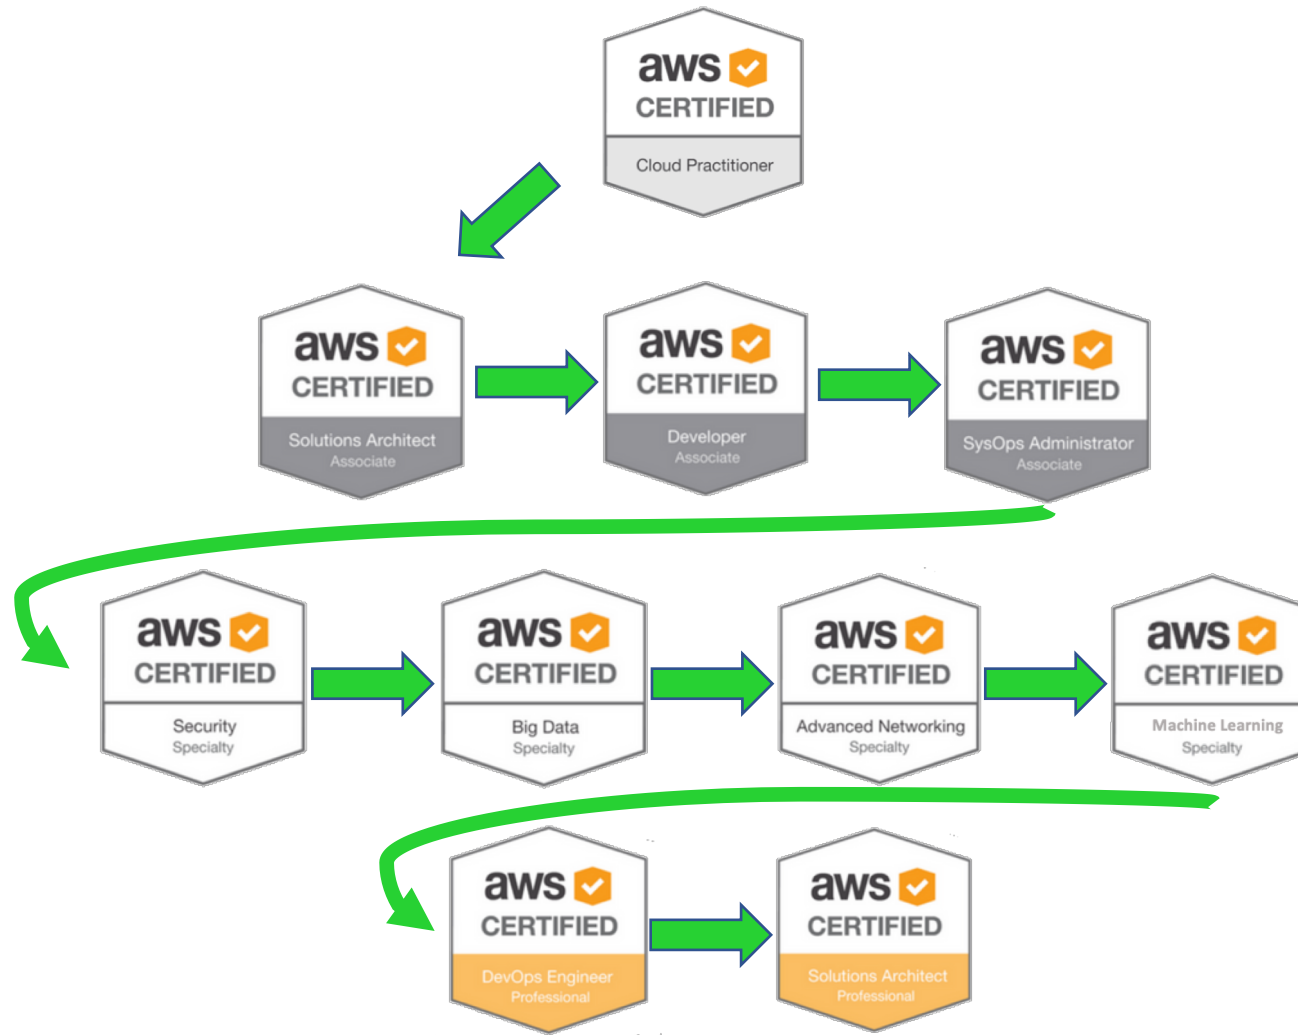 aws
CERTIFIED
Cloud Practitioner
aws
CERTIFIED
Solutions Architect
Associate
aws
CERTIFIED
Developer
Associate
aws
CERTIFIED
SysOps Administrator
Associate
aws
CERTIFIED
Security
Specialty
aws
CERTIFIED
Big Data
Specialty
aws
CERTIFIED
Advanced Networking
Specialty
aws
CERTIFIED
Machine Learning
Specialty
aws
CERTIFIED
DevOps Engineer
Professional
aws
CERTIFIED
Solutions Architect
Professional